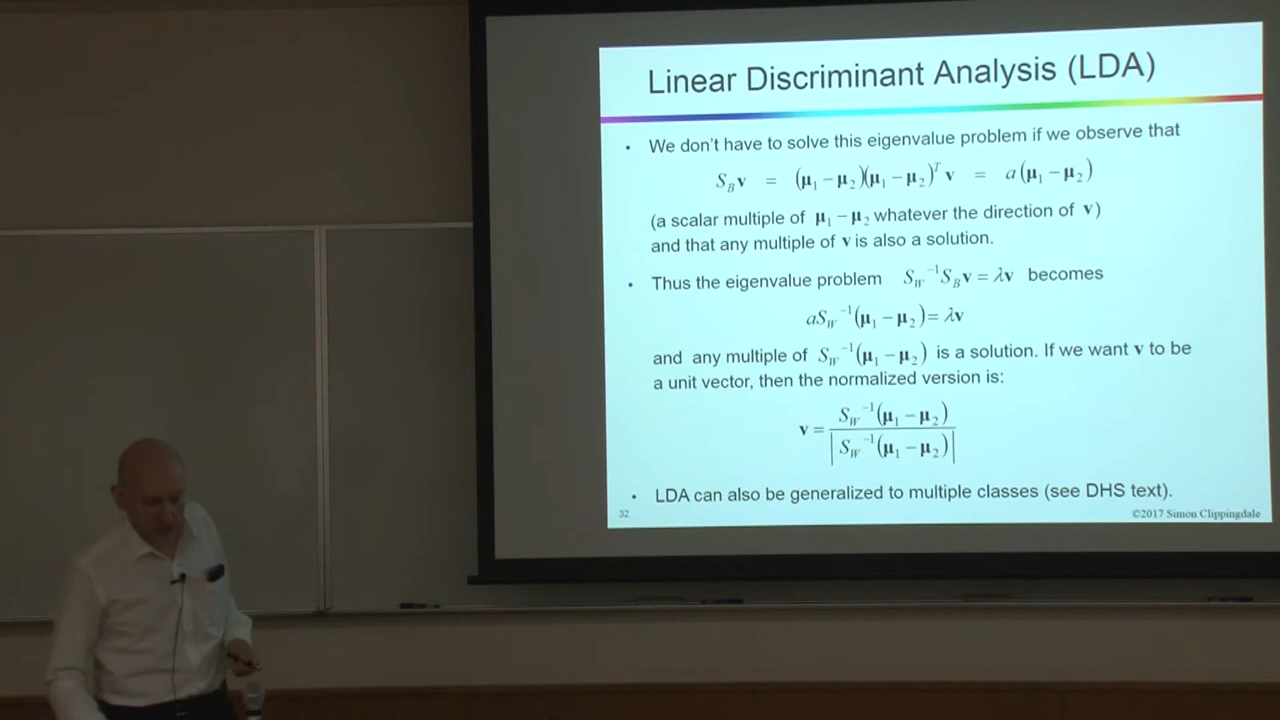 Linear Discriminant Analysis (LDA)
• We don't have to solve this eigenvalue problem if we observe that
S_B v = (μ₁ − μ₂)(μ₁ − μ₂)ᵀ v = a(μ₁ − μ₂)
(a scalar multiple of μ₁ − μ₂ whatever the direction of v)
and that any multiple of v is also a solution.
• Thus the eigenvalue problem S_W⁻¹S_B v = λv becomes
aS_W⁻¹(μ₁ − μ₂) = λv
and any multiple of S_W⁻¹(μ₁ − μ₂) is a solution. If we want v to be
a unit vector, then the normalized version is:
v = S_W⁻¹(μ₁ − μ₂) / |S_W⁻¹(μ₁ − μ₂)|
• LDA can also be generalized to multiple classes (see DHS text).
32
©2017 Simon Clippingdale